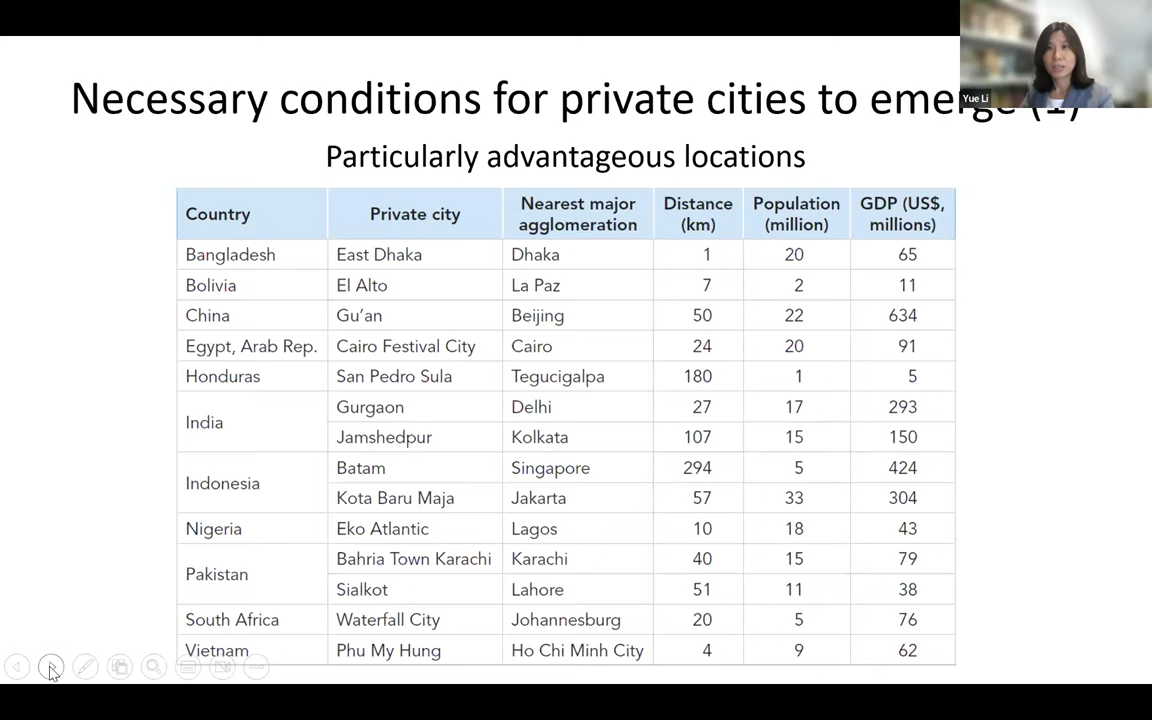 Necessary conditions for private cities to emerge (1)
Yue Li
Particularly advantageous locations
Country Private city Nearest major agglomeration Distance (km) Population (million) GDP (US$, millions)
Bangladesh East Dhaka Dhaka 1 20 65
Bolivia El Alto La Paz 7 2 11
China Gu’an Beijing 50 22 634
Egypt, Arab Rep. Cairo Festival City Cairo 24 20 91
Honduras San Pedro Sula Tegucigalpa 180 1 5
India Gurgaon Delhi 27 17 293
Jamshedpur Kolkata 107 15 150
Indonesia Batam Singapore 294 5 424
Kota Baru Maja Jakarta 57 33 304
Nigeria Eko Atlantic Lagos 10 18 43
Pakistan Bahria Town Karachi Karachi 40 15 79
Sialkot Lahore 51 11 38
South Africa Waterfall City Johannesburg 20 5 76
Vietnam Phu My Hung Ho Chi Minh City 4 9 62